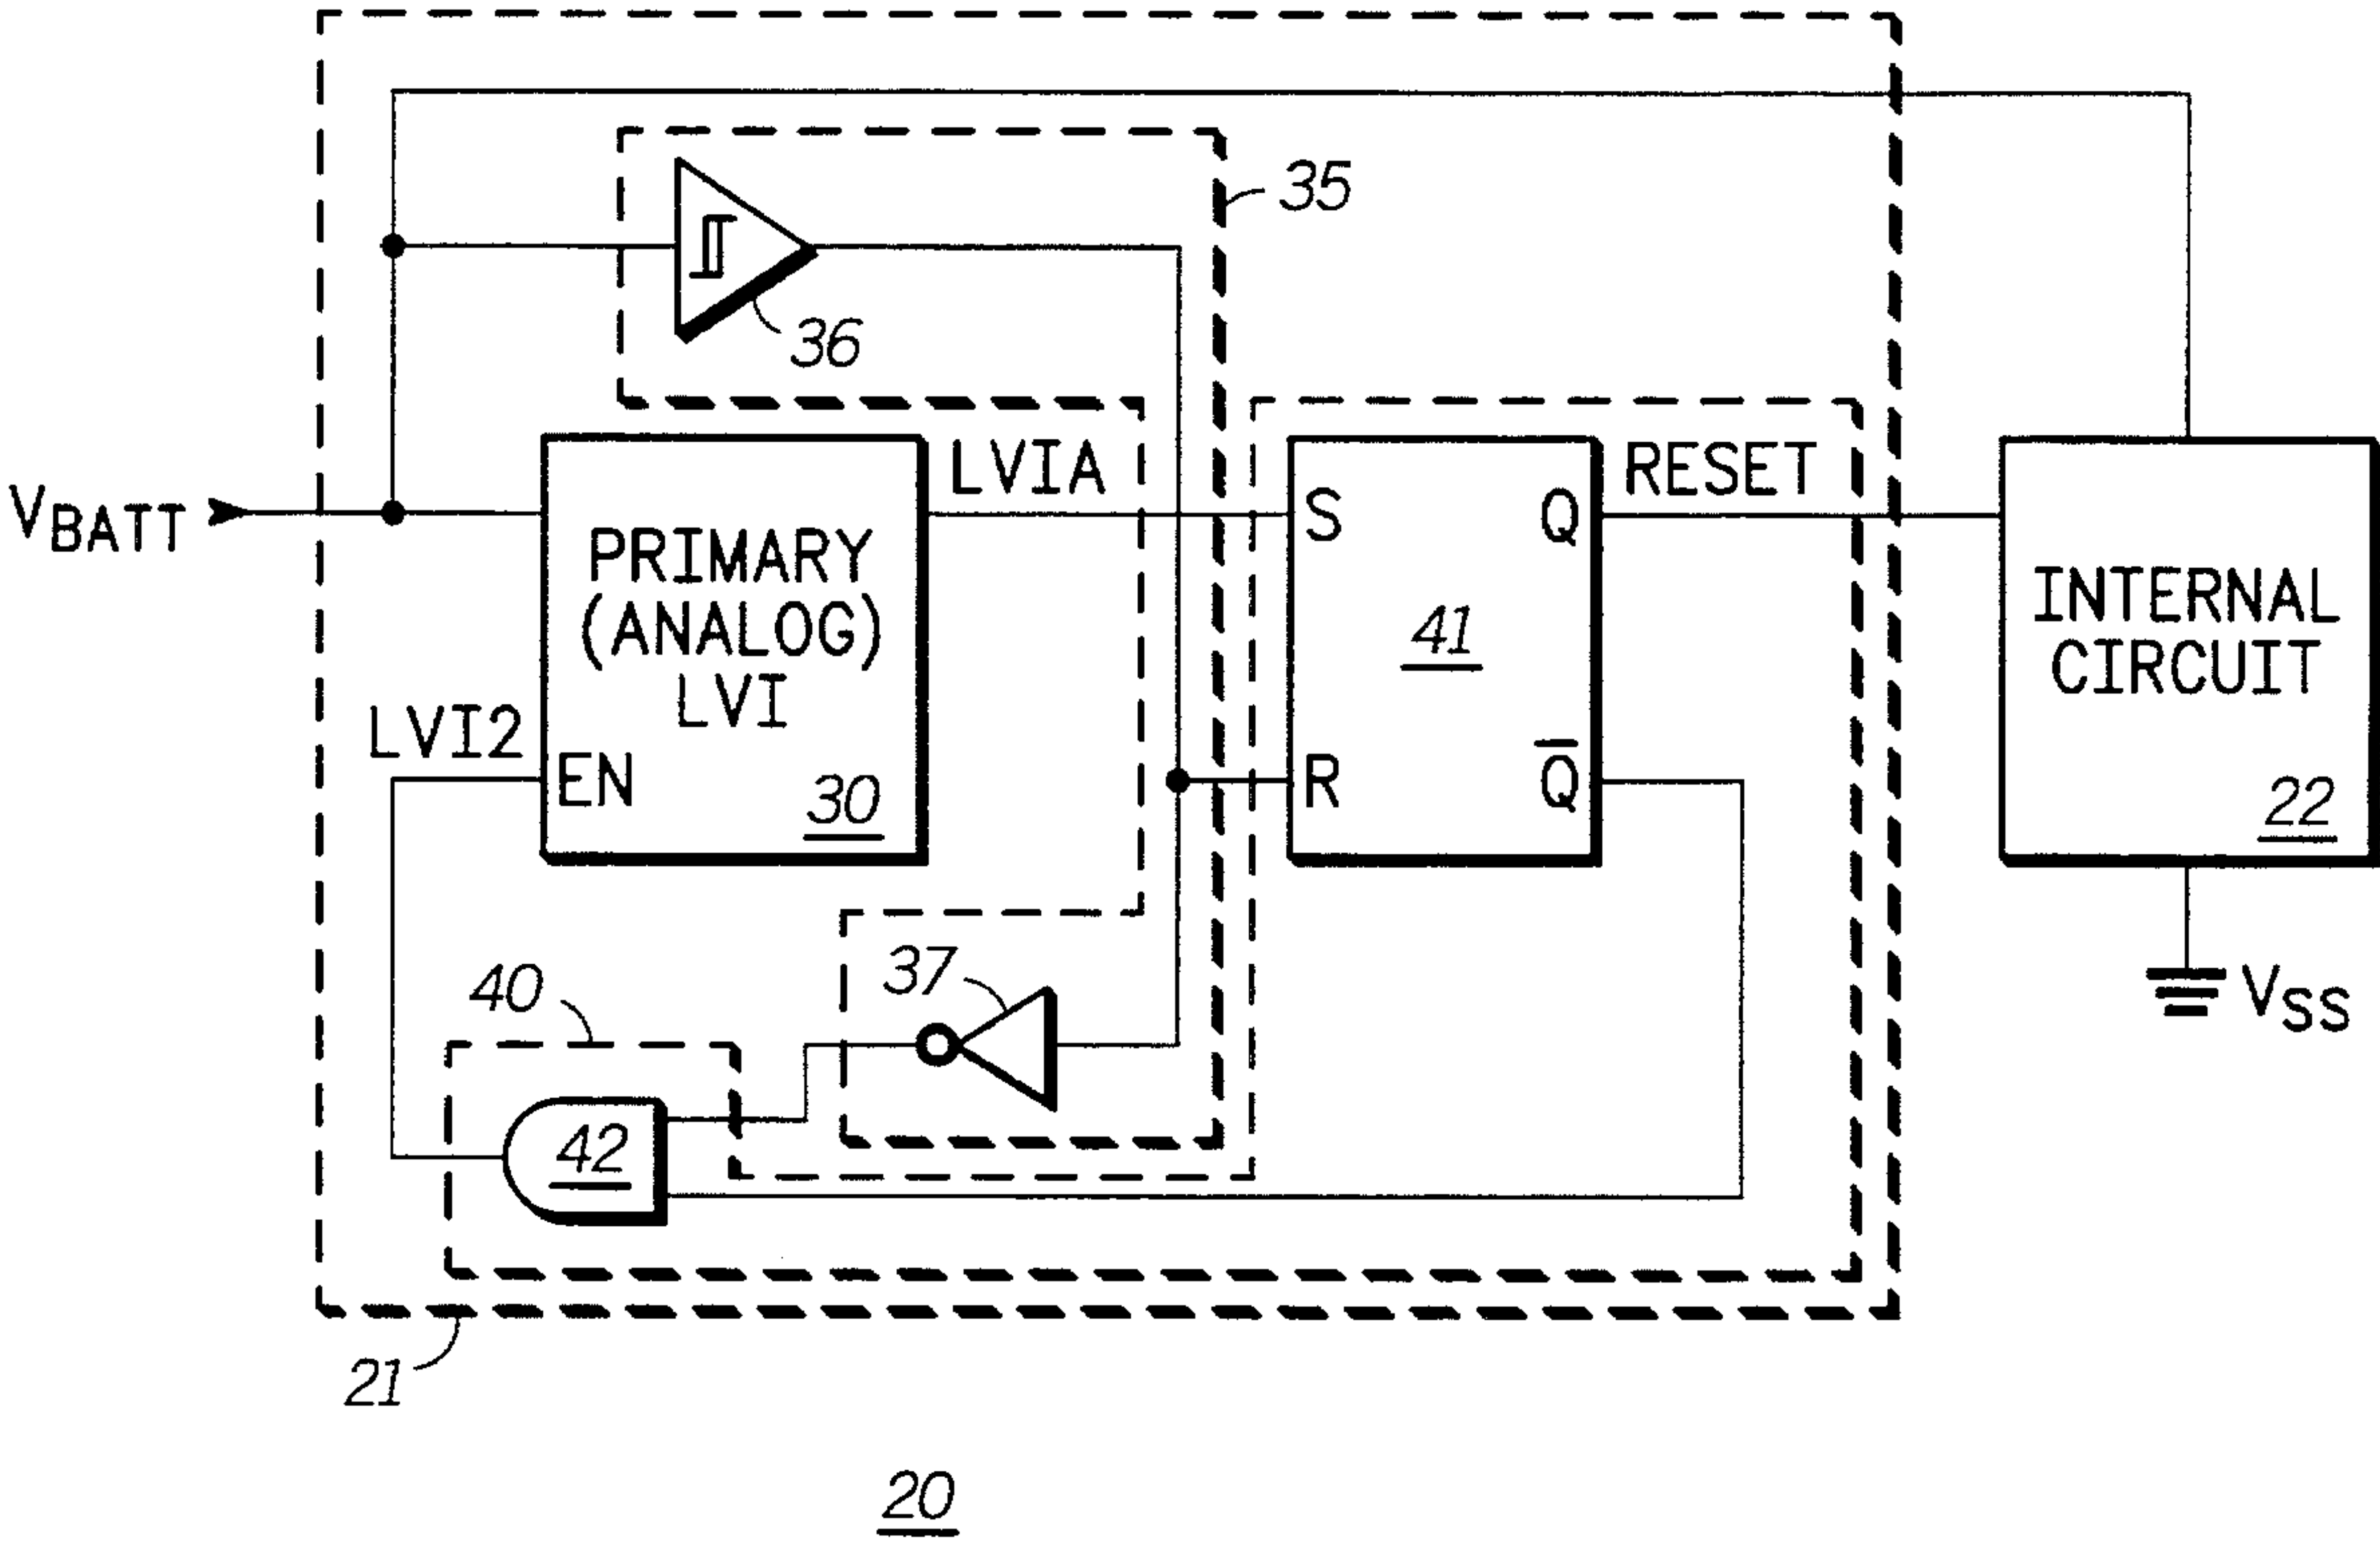 35
36
VBATT
PRIMARY
(ANALOG)
LVI
LVI2
EN
30
LVIA
S
Q
41
R
Q̅
RESET
INTERNAL
CIRCUIT
22
VSS
37
40
42
21
20